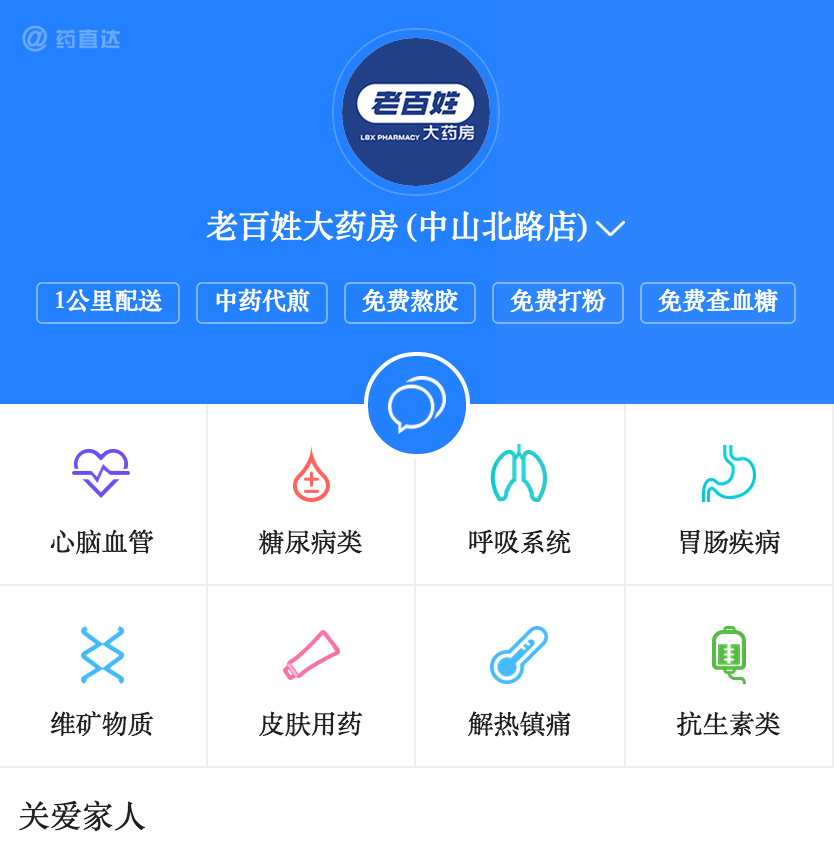 @ 药直达
老百姓
LBX PHARMACY 大药房
老百姓大药房 (中山北路店)
1公里配送 中药代煎 免费熬胶 免费打粉 免费查血糖
心脑血管 糖尿病类 呼吸系统 胃肠疾病
维矿物质 皮肤用药 解热镇痛 抗生素类
关爱家人